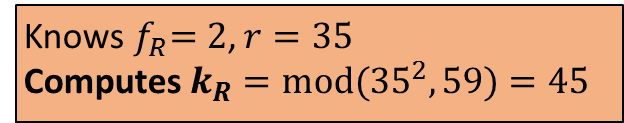 Knows f_R = 2, r = 35
Computes k_R = mod(35², 59) = 45